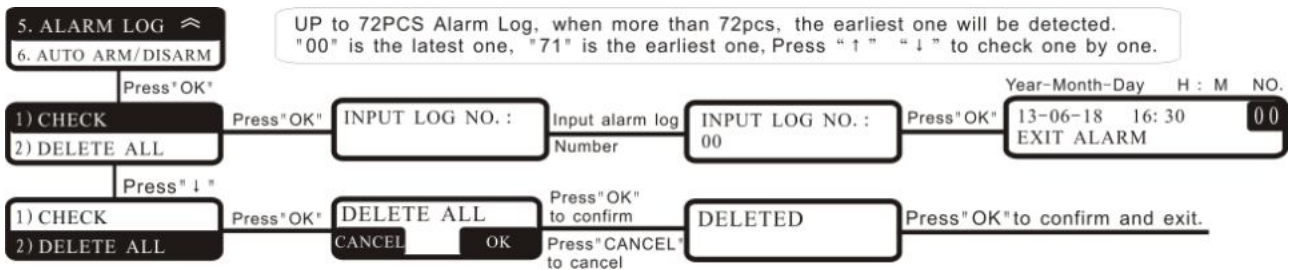 5. ALARM LOG
6. AUTO ARM/DISARM
UP to 72PCS Alarm Log, when more than 72pcs, the earliest one will be detected.
"00" is the latest one, "71" is the earliest one, Press “↑” “↓” to check one by one.
Press"OK"
1) CHECK
2) DELETE ALL
Press"OK"
INPUT LOG NO. :
Input alarm log
Number
INPUT LOG NO. :
00
Press"OK"
Year-Month-Day H : M NO.
13-06-18 16: 30 00
EXIT ALARM
Press"↓"
1) CHECK
2) DELETE ALL
Press"OK"
DELETE ALL
CANCEL OK
Press"OK"
to confirm
Press"CANCEL"
to cancel
DELETED
Press"OK"to confirm and exit.